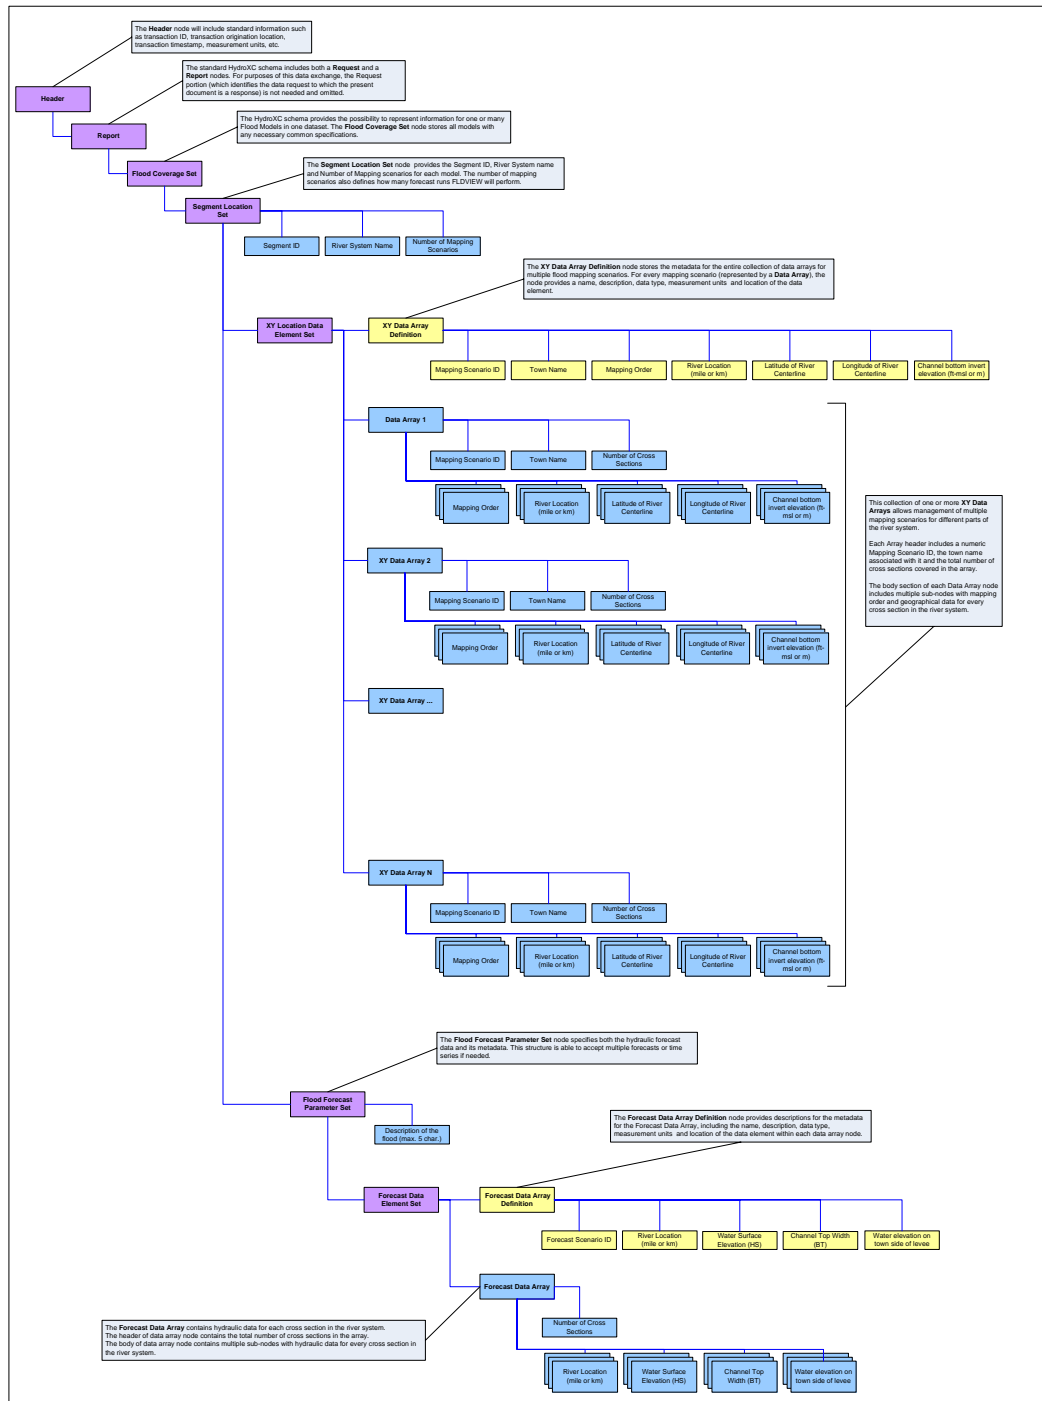 The Header node will include standard information such
as transaction ID, transaction origination location,
transaction timestamp, measurement units, etc.
The standard HydroXC schema includes both a Request and a
Report nodes. For purposes of this data exchange, the Request
portion (which identifies the data request to which the present
document is a response) is not needed and omitted.
Header
The HydroXC schema provides the possibility to represent information for one or many
Flood Models in one dataset. The Flood Coverage Set node stores all models with
any necessary common specifications.
Report
The Segment Location Set node provides the Segment ID, River System name
and Number of Mapping scenarios for each model. The number of mapping
scenarios also defines how many forecast runs FLDVIEW will perform.
Flood Coverage Set
Segment Location
Set
Segment ID
River System Name
Number of Mapping
Scenarios
The XY Data Array Definition node stores the metadata for the entire collection of data arrays for
multiple flood mapping scenarios. For every mapping scenario (represented by a Data Array), the
node provides a name, description, data type, measurement units and location of the data
element.
XY Location Data
Element Set
XY Data Array
Definition
Mapping Scenario ID
Town Name
Mapping Order
River Location
(mile or km)
Latitude of River
Centerline
Longitude of River
Centerline
Channel bottom invert
elevation (ft-msl or m)
Data Array 1
Mapping Scenario ID
Town Name
Number of Cross
Sections
Mapping Order
River Location
(mile or km)
Latitude of River
Centerline
Longitude of River
Centerline
Channel bottom
invert elevation (ft-
msl or m)
This collection of one or more XY Data
Arrays allows management of multiple
mapping scenarios for different parts of
the river system.
Each Array header includes a numeric
Mapping Scenario ID, the town name
associated with it and the total number of
cross sections covered in the array.
The body section of each Data Array node
includes multiple sub-nodes with mapping
order and geographical data for every
cross section in the river system.
XY Data Array 2
Mapping Scenario ID
Town Name
Number of Cross
Sections
Mapping Order
River Location
(mile or km)
Latitude of River
Centerline
Longitude of River
Centerline
Channel bottom
invert elevation (ft-
msl or m)
XY Data Array ...
XY Data Array N
Mapping Scenario ID
Town Name
Number of Cross
Sections
Mapping Order
River Location
(mile or km)
Latitude of River
Centerline
Longitude of River
Centerline
Channel bottom
invert elevation (ft-
msl or m)
The Flood Forecast Parameter Set node specifies both the hydraulic forecast
data and its metadata. This structure is able to accept multiple forecasts or time
series if needed.
Flood Forecast
Parameter Set
Description of the
flood (max. 5 char.)
The Forecast Data Array Definition node provides descriptions for the metadata
for the Forecast Data Array, including the name, description, data type,
measurement units and location of the data element within each data array node.
Forecast Data
Element Set
Forecast Data Array
Definition
Forecast Scenario ID
River Location
(mile or km)
Water Surface
Elevation (HS)
Channel Top Width
(BT)
Water elevation on
town side of levee
Forecast Data Array
The Forecast Data Array contains hydraulic data for each cross section in the river system.
The header of data array node contains the total number of cross sections in the array.
The body of data array node contains multiple sub-nodes with hydraulic data for every cross section in
the river system.
Number of Cross
Sections
River Location
(mile or km)
Water Surface
Elevation (HS)
Channel Top
Width (BT)
Water elevation on
town side of levee